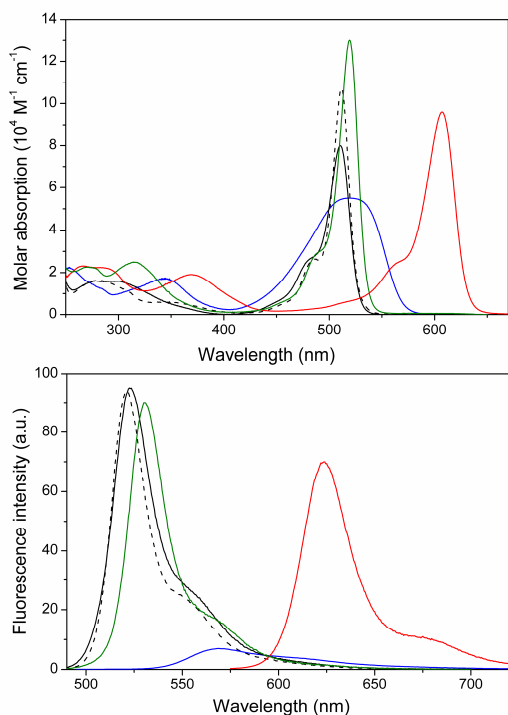 14
12
10
8
6
4
2
0
Molar absorption (10⁴ M⁻¹ cm⁻¹)
300 400 500 600
Wavelength (nm)
100
80
60
40
20
0
Fluorescence intensity (a.u.)
500 550 600 650 700
Wavelength (nm)